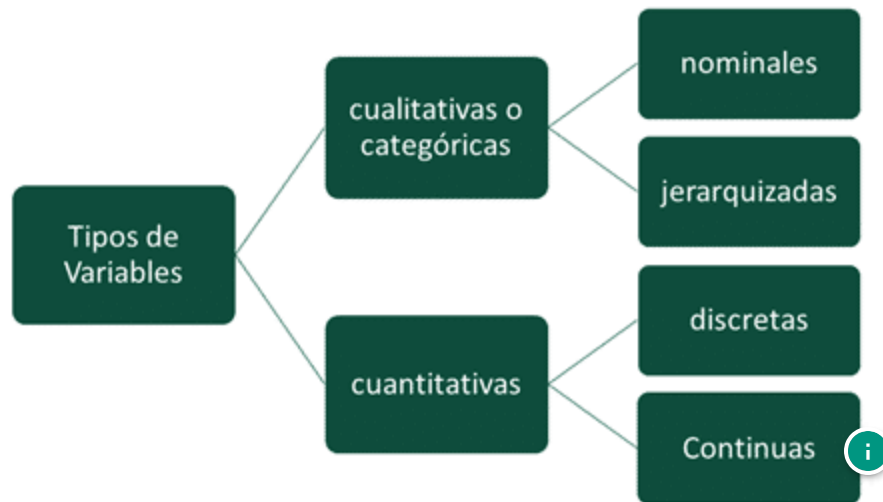 Tipos de
Variables
cualitativas o
categóricas
nominales
jerarquizadas
cuantitativas
discretas
Continuas
i